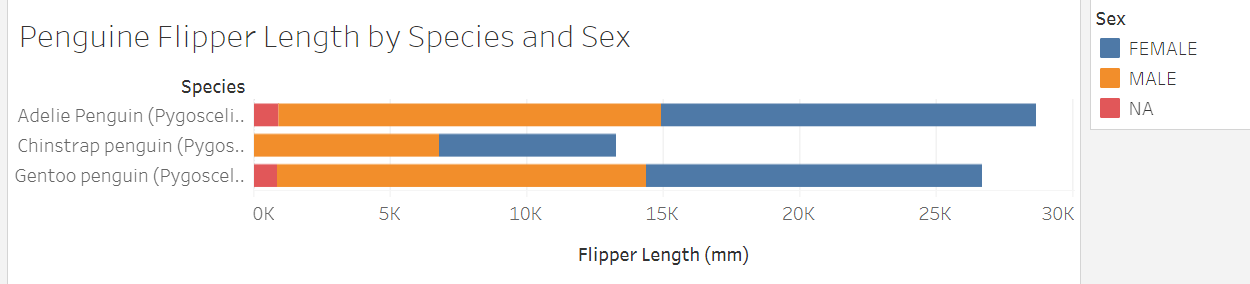 Penguine Flipper Length by Species and Sex
Species
Adelie Penguin (Pygosceli..
Chinstrap penguin (Pygos..
Gentoo penguin (Pygoscel..
0K 5K 10K 15K 20K 25K 30K
Flipper Length (mm)
Sex
FEMALE
MALE
NA